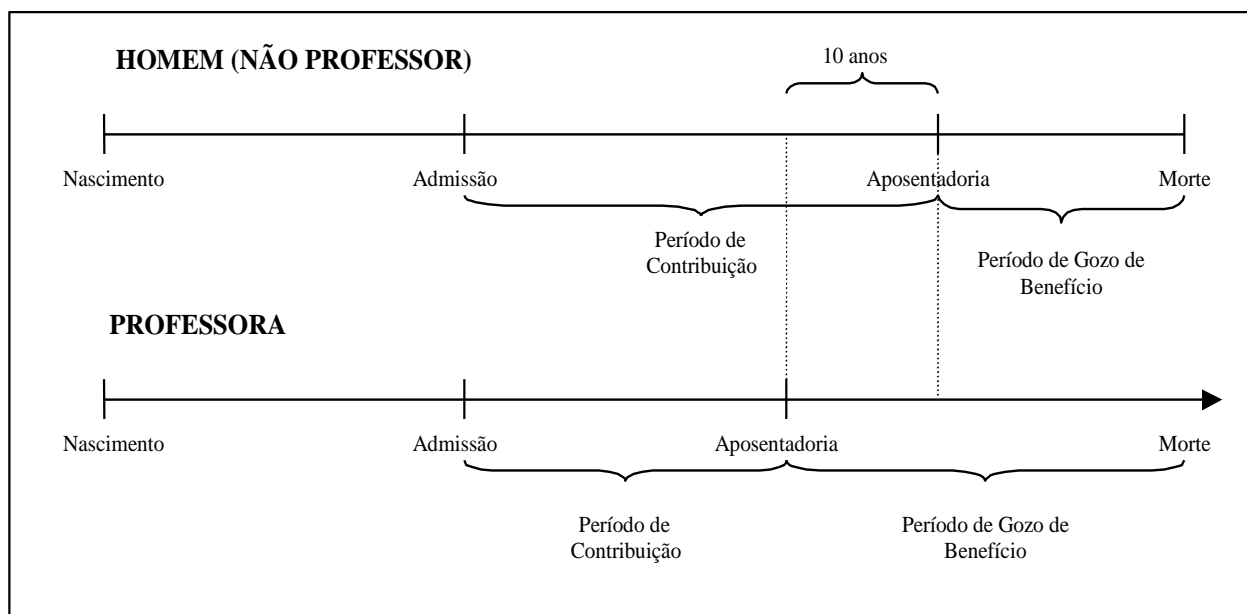 HOMEM (NÃO PROFESSOR)
10 anos
Nascimento
Admissão
Aposentadoria
Morte
Período de
Contribuição
Período de Gozo de
Benefício
PROFESSORA
Nascimento
Admissão
Aposentadoria
Morte
Período de
Contribuição
Período de Gozo de
Benefício